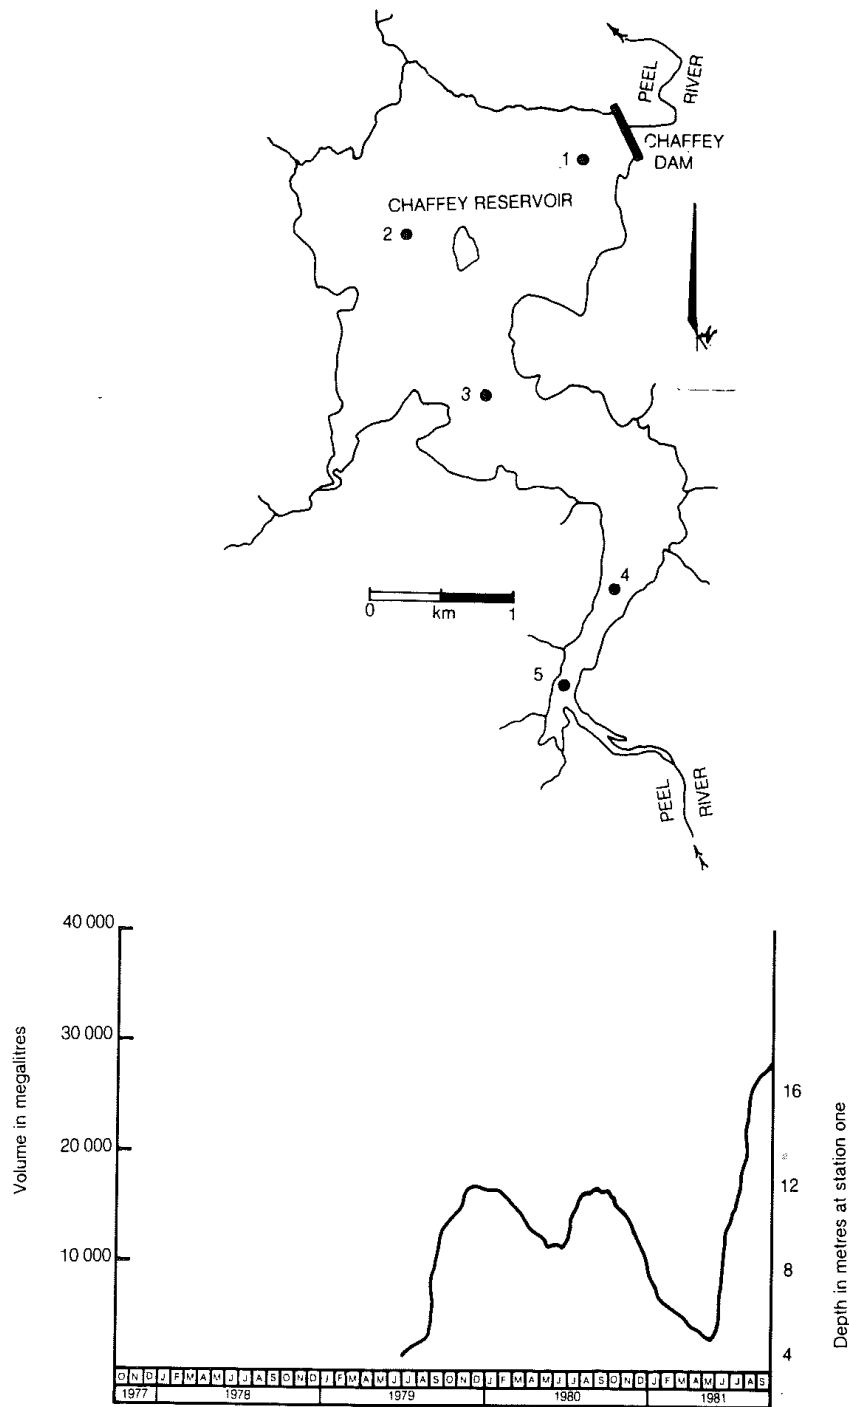 PEEL
RIVER
CHAFFEY
DAM
1
CHAFFEY RESERVOIR
2
3
N
4
0 km 1
5
PEEL
RIVER
40 000
30 000
20 000
10 000
Volume in megalitres
16
12
8
4
Depth in metres at station one
O N D J F M A M J J A S O N D J F M A M J J A S O N D J F M A M J J A S O N D J F M A M J J A S
1977 1978 1979 1980 1981